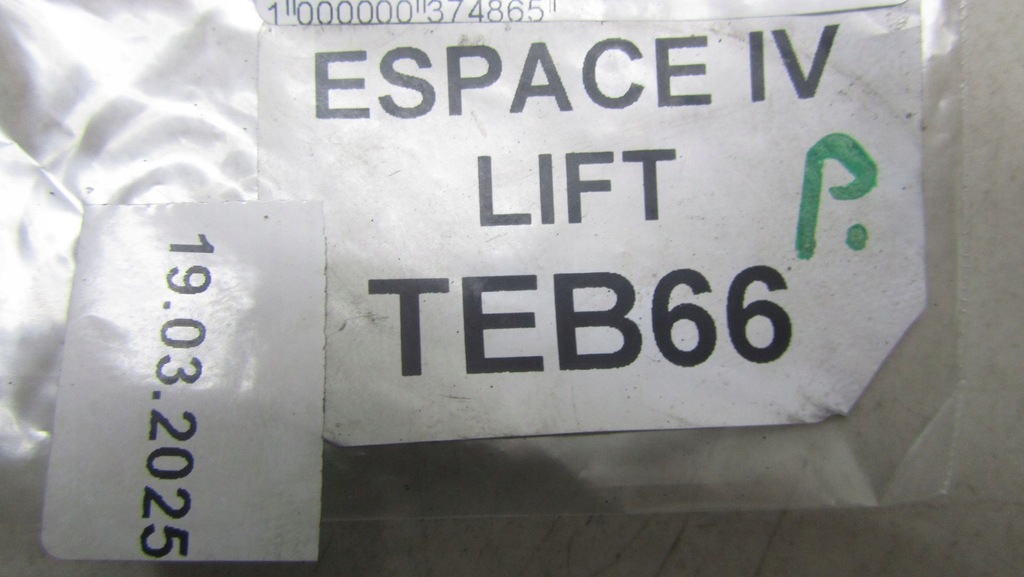 1"000000"374865"
ESPACE IV
LIFT
P.
TEB66
19.03.2025